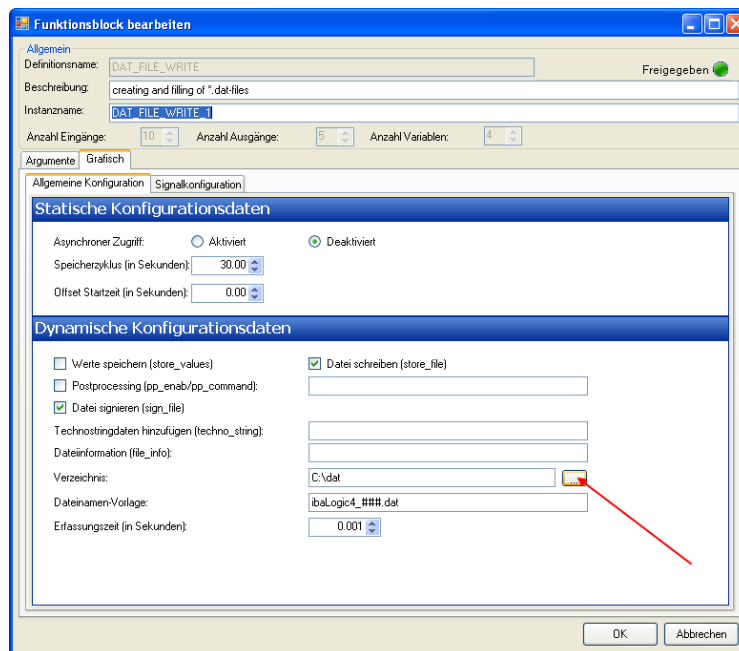 Funktionsblock bearbeiten
Allgemein
Definitionsname: DAT_FILE_WRITE Freigegeben
Beschreibung: creating and filling of *.dat-files
Instanzname: DAT_FILE_WRITE_1
Anzahl Eingänge: 10 Anzahl Ausgänge: 5 Anzahl Variablen: 4
Argumente Grafisch
Allgemeine Konfiguration Signalkonfiguration
Statische Konfigurationsdaten
Asynchroner Zugriff: Aktiviert Deaktiviert
Speicherzyklus (in Sekunden): 30.00
Offset Startzeit (in Sekunden): 0.00
Dynamische Konfigurationsdaten
Werte speichern (store_values) Datei schreiben (store_file)
Postprocessing (pp_enab/pp_command):
Datei signieren (sign_file)
Technostringdaten hinzufügen (techno_string):
Dateiinformation (file_info):
Verzeichnis: C:\dat ...
Dateinamen-Vorlage: ibaLogic4_###.dat
Erfassungszeit (in Sekunden): 0.001
OK Abbrechen